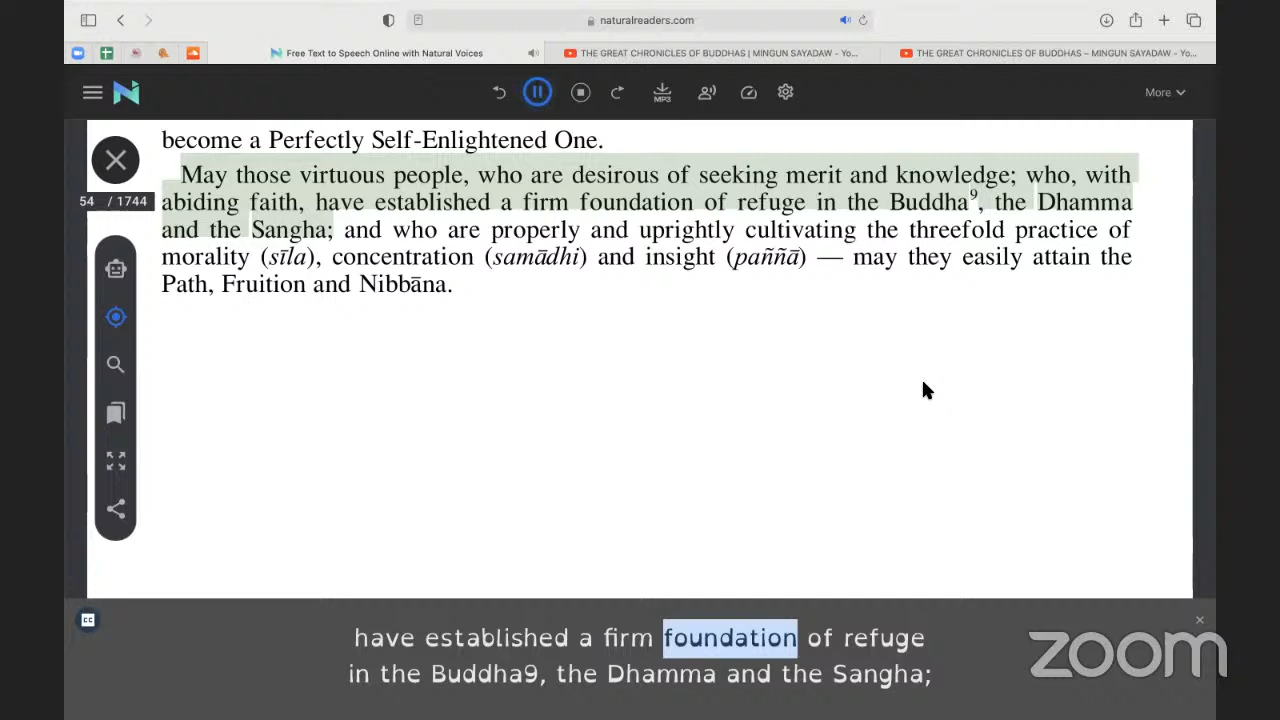 naturalreaders.com
Free Text to Speech Online with Natural Voices
THE GREAT CHRONICLES OF BUDDHAS | MINGUN SAYADAW - Yo...
THE GREAT CHRONICLES OF BUDDHAS – MINGUN SAYADAW - Yo...
MP3
More
become a Perfectly Self-Enlightened One.
54 / 1744
May those virtuous people, who are desirous of seeking merit and knowledge; who, with
abiding faith, have established a firm foundation of refuge in the Buddha⁹, the Dhamma
and the Sangha; and who are properly and uprightly cultivating the threefold practice of
morality (sīla), concentration (samādhi) and insight (paññā) — may they easily attain the
Path, Fruition and Nibbāna.
CC
have established a firm foundation of refuge
in the Buddha9, the Dhamma and the Sangha;
zoom